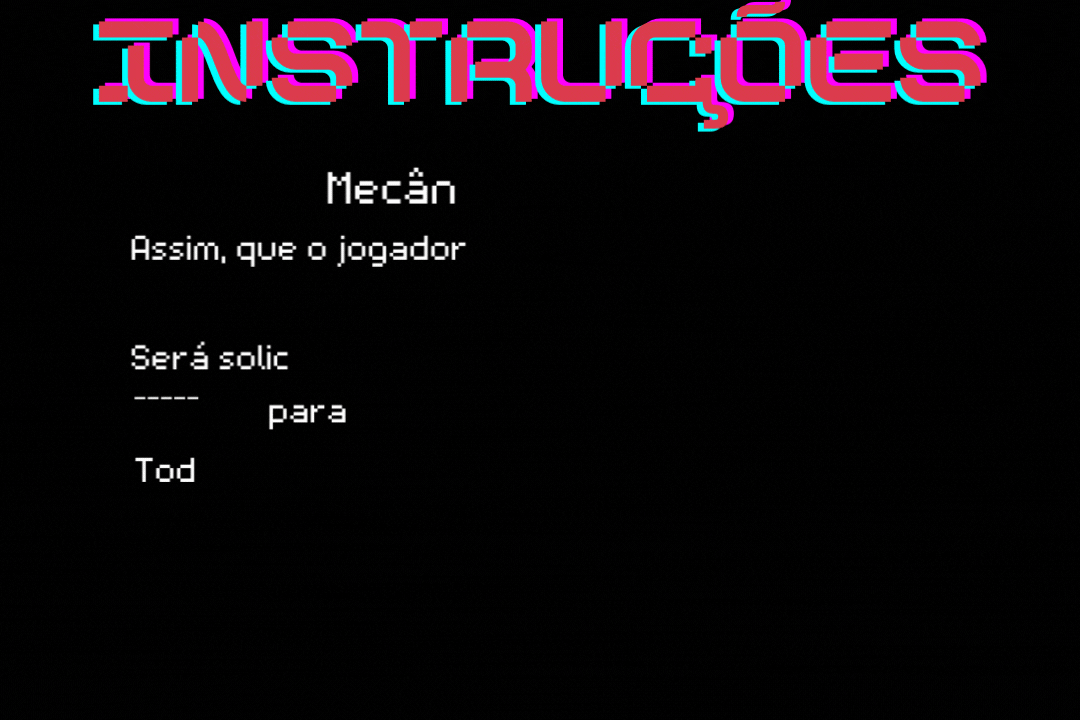 INSTRUÇÕES
Mecân
Assim, que o jogador
Será solic
-----
para
Tod